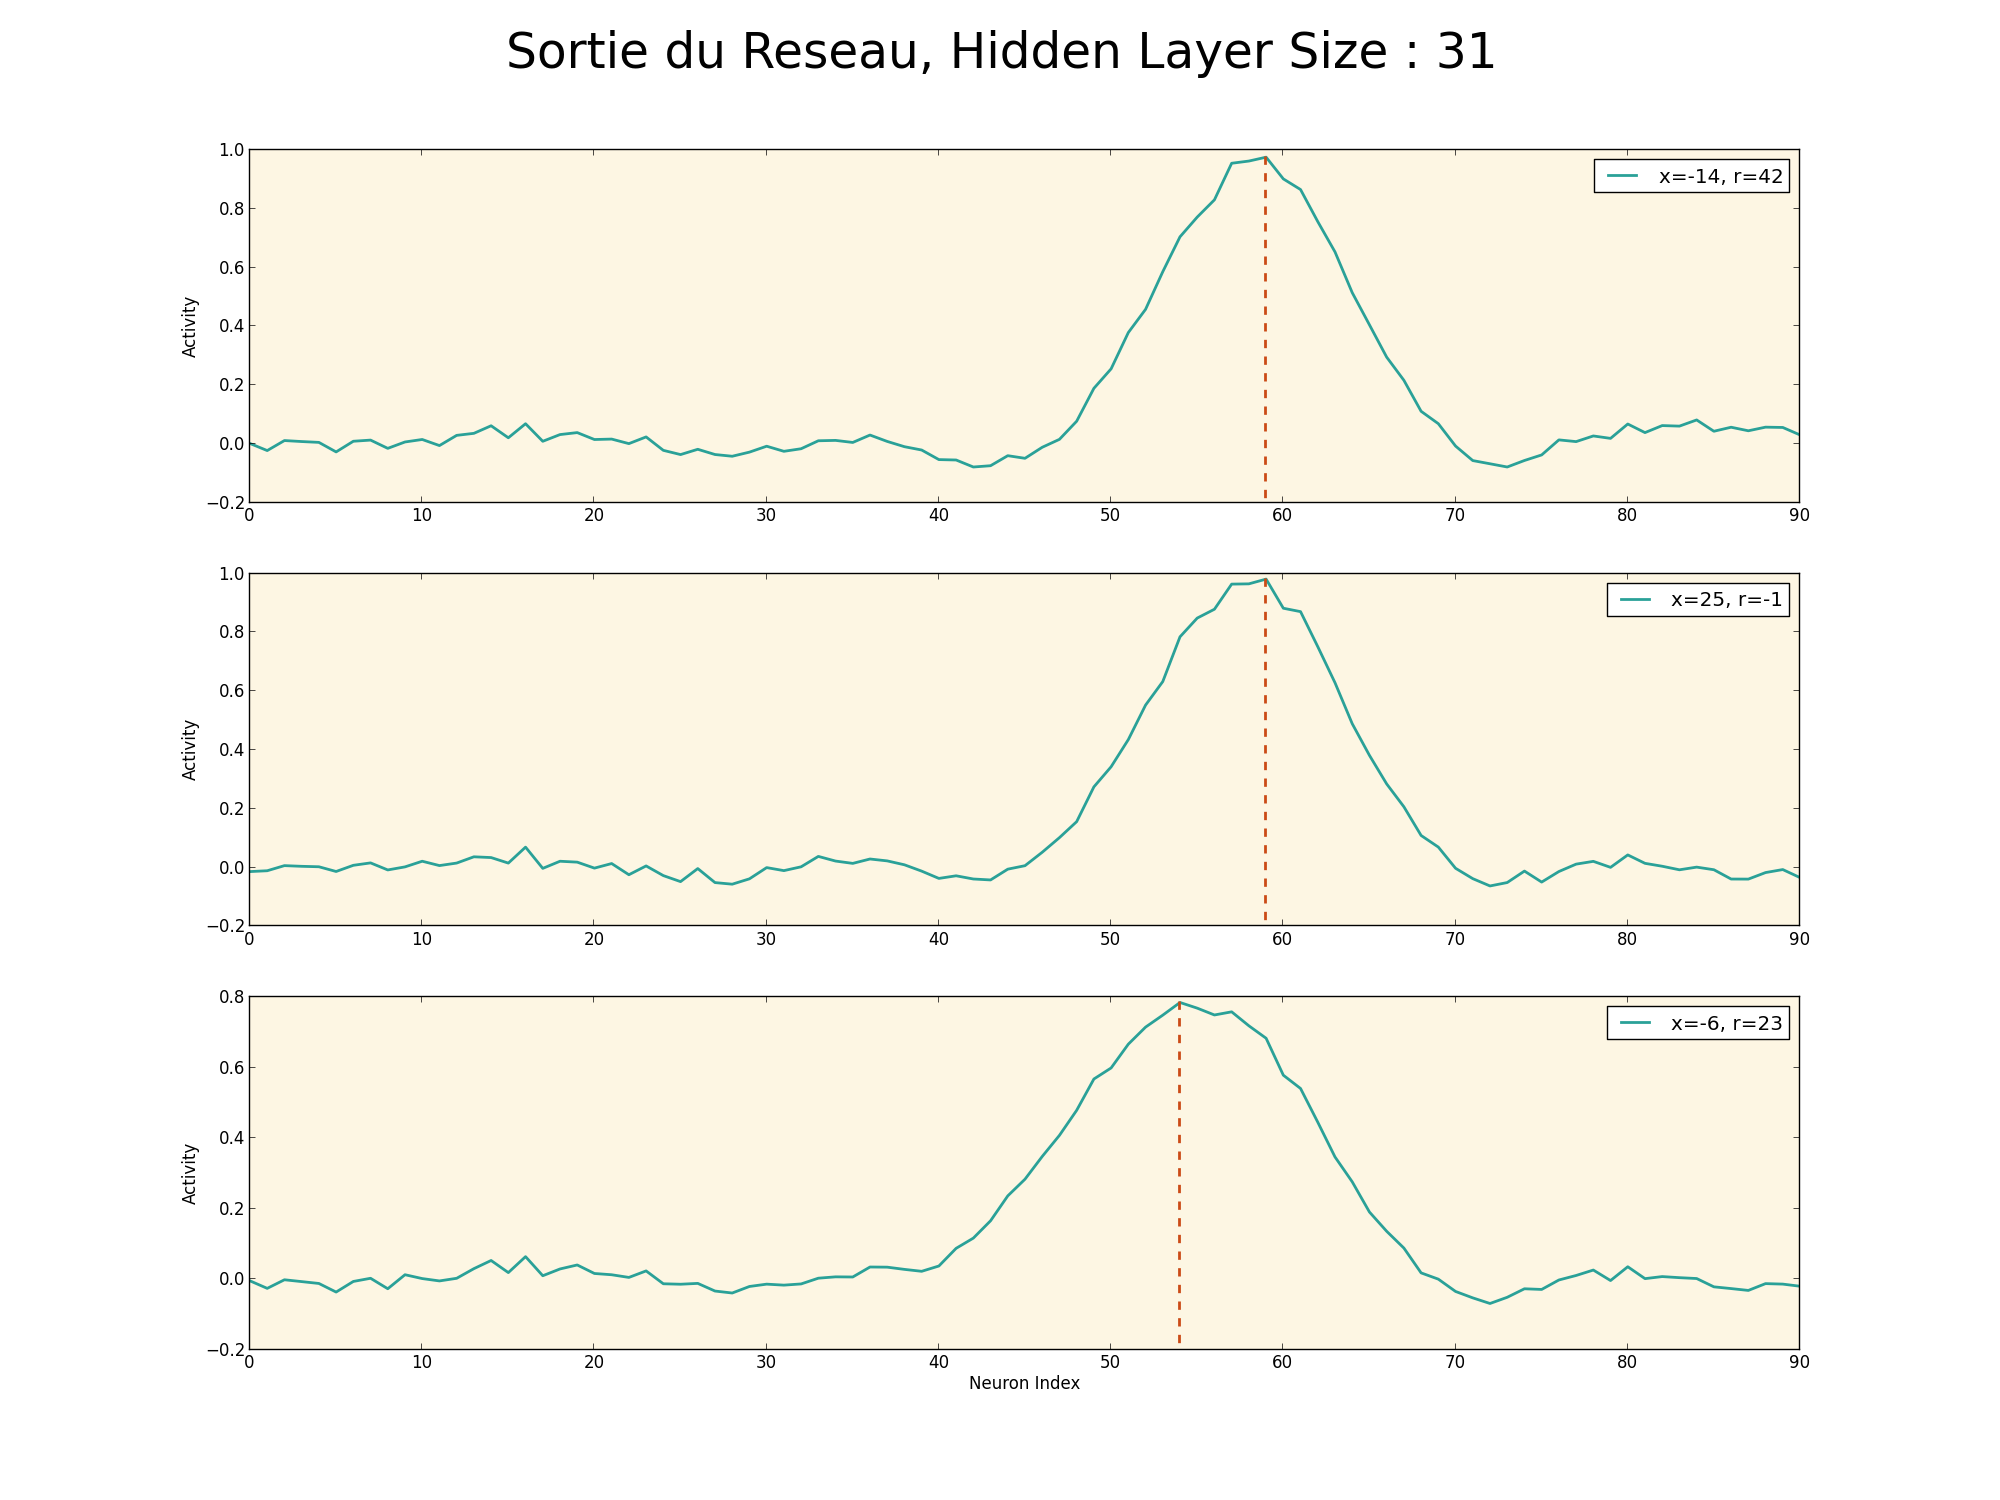 Sortie du Reseau, Hidden Layer Size : 31
1.0
0.8
0.6
0.4
0.2
0.0
−0.2
Activity
x=-14, r=42
0 10 20 30 40 50 60 70 80 90
1.0
0.8
0.6
0.4
0.2
0.0
−0.2
Activity
x=25, r=-1
0 10 20 30 40 50 60 70 80 90
0.8
0.6
0.4
0.2
0.0
−0.2
Activity
x=-6, r=23
0 10 20 30 40 50 60 70 80 90
Neuron Index